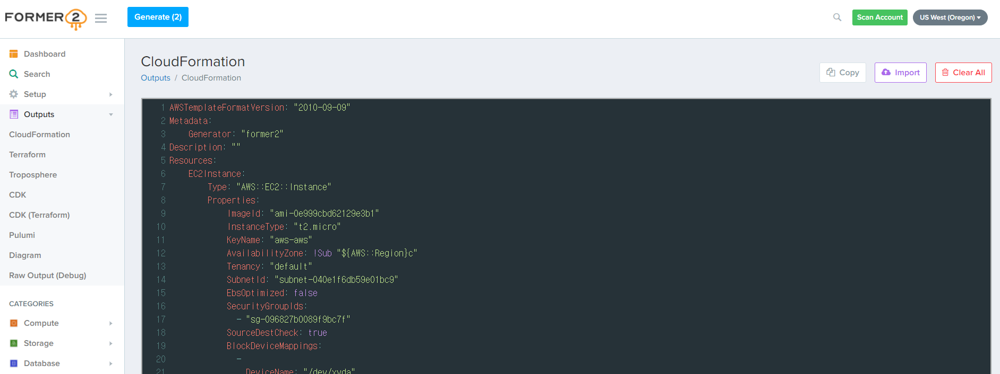 FORMER2
Generate (2)
Scan Account
US West (Oregon)
Dashboard
Search
Setup
Outputs
CloudFormation
Terraform
Troposphere
CDK
CDK (Terraform)
Pulumi
Diagram
Raw Output (Debug)
CATEGORIES
Compute
Storage
Database
CloudFormation
Outputs / CloudFormation
Copy
Import
Clear All
1 AWSTemplateFormatVersion: "2010-09-09"
2 Metadata:
3 Generator: "former2"
4 Description: ""
5 Resources:
6 EC2Instance:
7 Type: "AWS::EC2::Instance"
8 Properties:
9 ImageId: "ami-0e999cbd62129e3b1"
10 InstanceType: "t2.micro"
11 KeyName: "aws-aws"
12 AvailabilityZone: !Sub "${AWS::Region}c"
13 Tenancy: "default"
14 SubnetId: "subnet-040e1f6db59e01bc9"
15 EbsOptimized: false
16 SecurityGroupIds:
17 - "sg-096827b0089f9bc7f"
18 SourceDestCheck: true
19 BlockDeviceMappings:
20 -
21 DeviceName: "/dev/xvda"